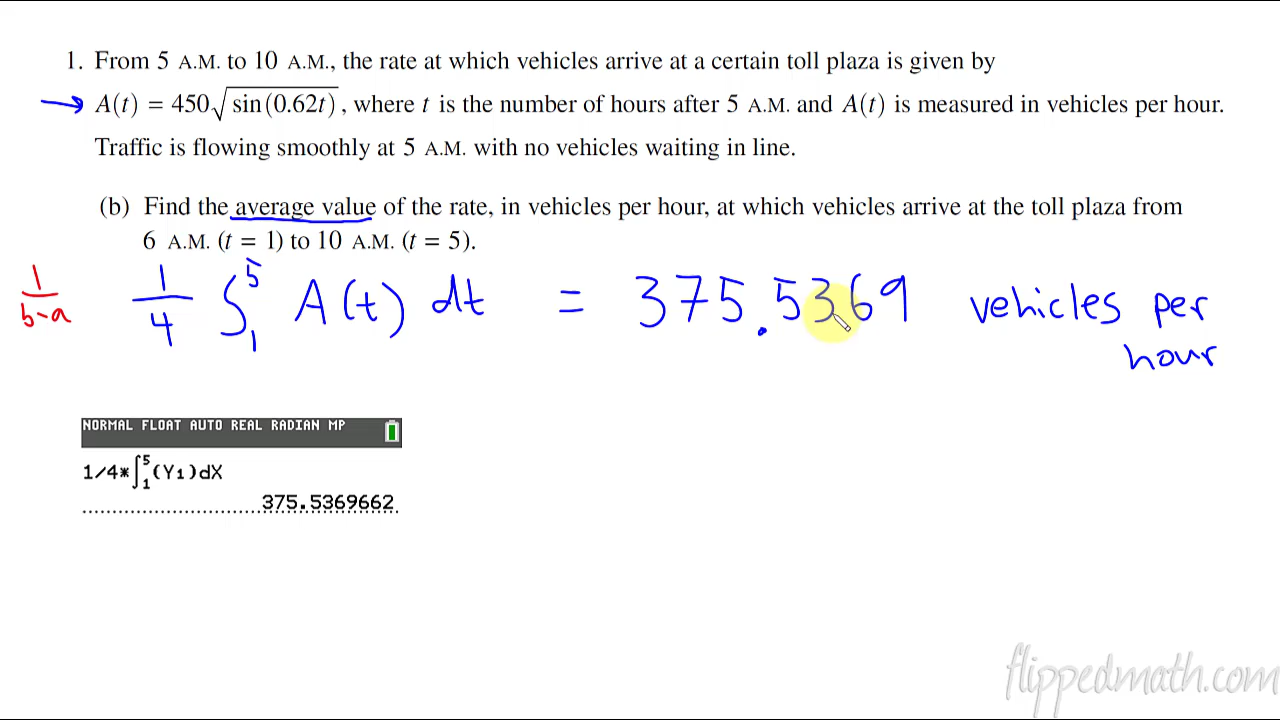 1. From 5 A.M. to 10 A.M., the rate at which vehicles arrive at a certain toll plaza is given by
A(t) = 450√sin(0.62t), where t is the number of hours after 5 A.M. and A(t) is measured in vehicles per hour.
Traffic is flowing smoothly at 5 A.M. with no vehicles waiting in line.
(b) Find the average value of the rate, in vehicles per hour, at which vehicles arrive at the toll plaza from
6 A.M. (t = 1) to 10 A.M. (t = 5).
1/b-a 1/4 ∫₁⁵ A(t) dt = 375.5369 vehicles per
hour
NORMAL FLOAT AUTO REAL RADIAN MP
1/4*∫₁⁵(Y₁)dX
375.5369662
flippedmath.com